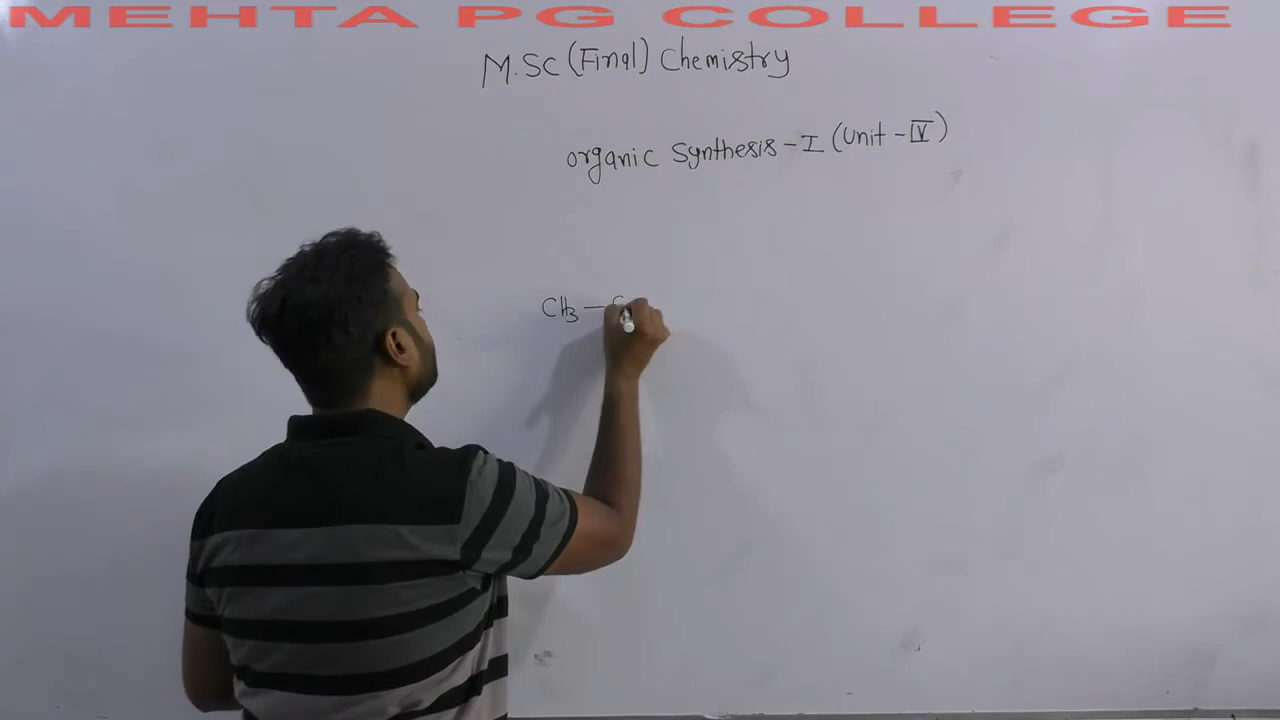 MEHTA PG COLLEGE
M.SC (Final) Chemistry
organic synthesis - I (Unit - IV)
CH3 — C